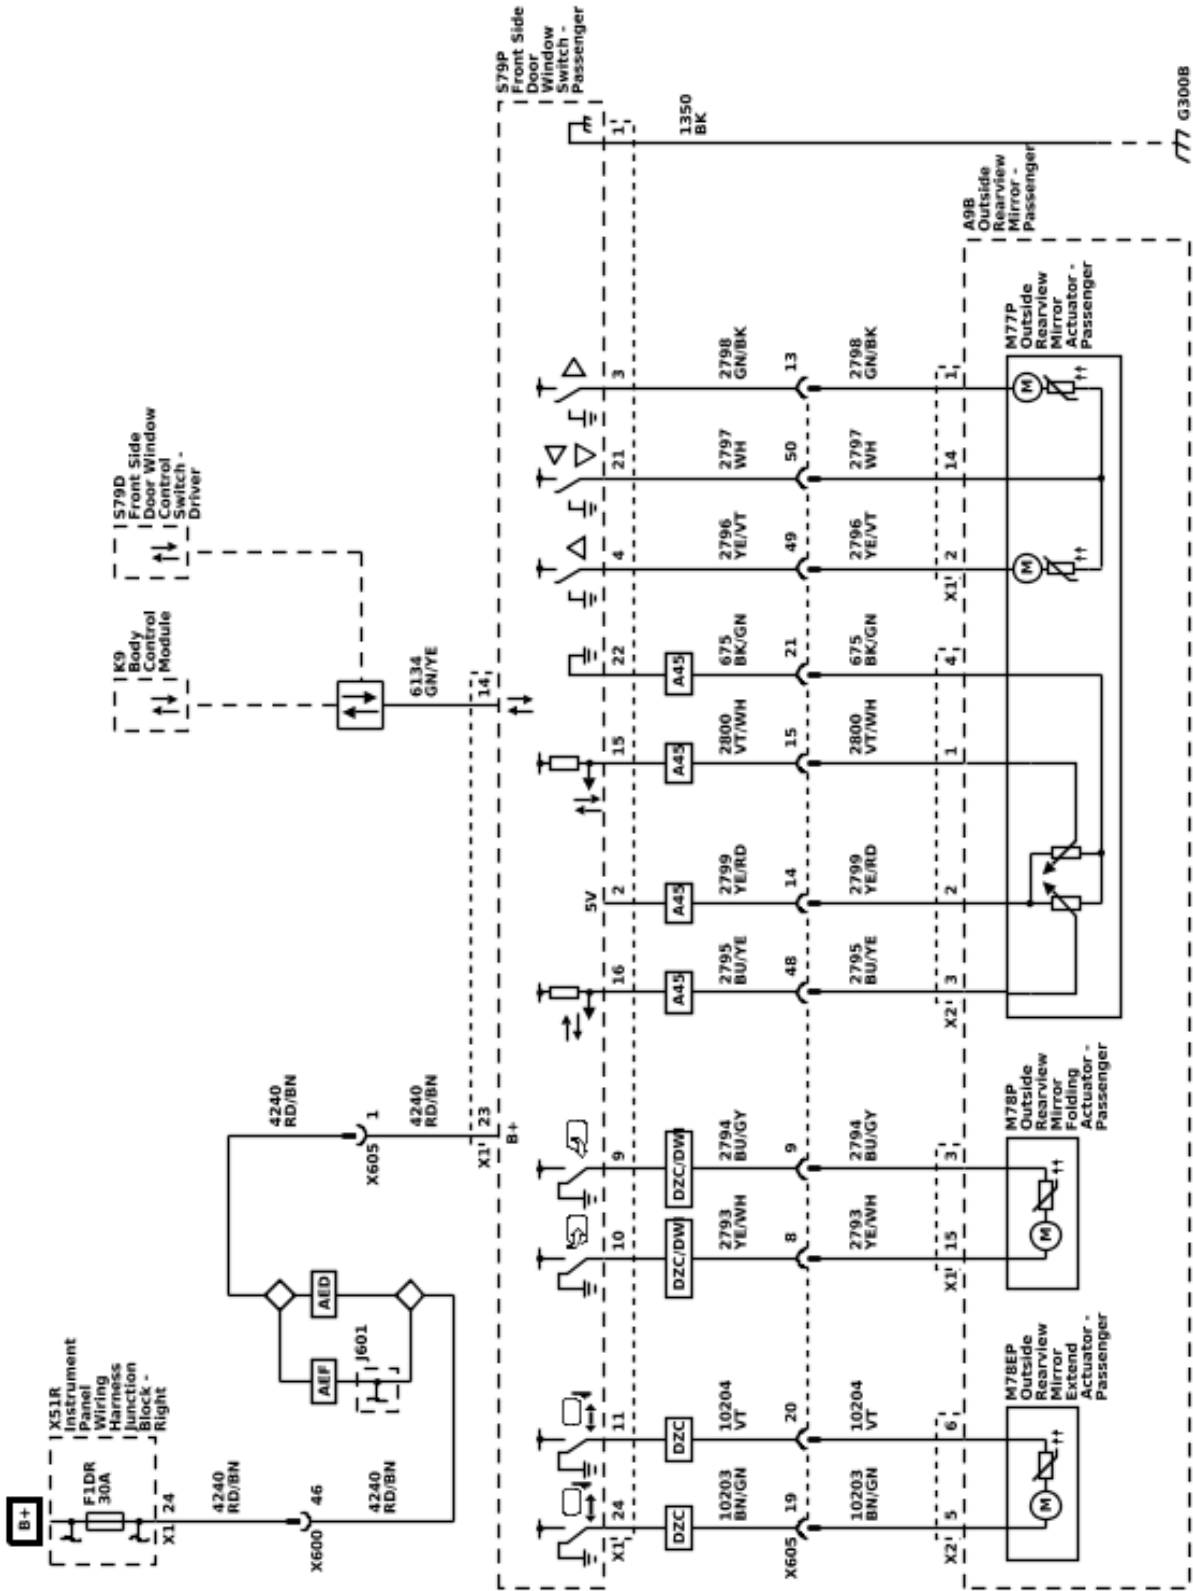 B+
X51R
Instrument
Panel
Wiring
Harness
Junction
Block -
Right
F1DR
30A
24
X1
4240
RD/BN
46
X600
4240
RD/BN
AEF
AED
J601
4240
RD/BN
1
X605
4240
RD/BN
23
X1
B+
K9
Body
Control
Module
S79D
Front Side
Door Window
Control
Switch -
Driver
6134
GN/YE
14
S79P
Front Side
Door
Window
Switch -
Passenger
24
X1
11
10
9
16
5V
2
15
22
4
21
3
1
DZC
DZC
DZC/DWI
DZC/DWI
A45
A45
A45
A45
10203
BN/GN
10204
VT
2793
YE/WH
2794
BU/GY
2795
BU/YE
2799
YE/RD
2800
VT/WH
675
BK/GN
2796
YE/VT
2797
WH
2798
GN/BK
1350
BK
X605
19
20
8
9
48
14
15
21
49
50
13
10203
BN/GN
10204
VT
2793
YE/WH
2794
BU/GY
2795
BU/YE
2799
YE/RD
2800
VT/WH
675
BK/GN
2796
YE/VT
2797
WH
2798
GN/BK
X2
5
6
X1
15
3
X2
3
2
1
4
X1
2
14
1
A9B
Outside
Rearview
Mirror -
Passenger
G300B
M78EP
Outside
Rearview
Mirror
Extend
Actuator -
Passenger
M
M78P
Outside
Rearview
Mirror
Folding
Actuator -
Passenger
M
M77P
Outside
Rearview
Mirror
Actuator -
Passenger
M
M